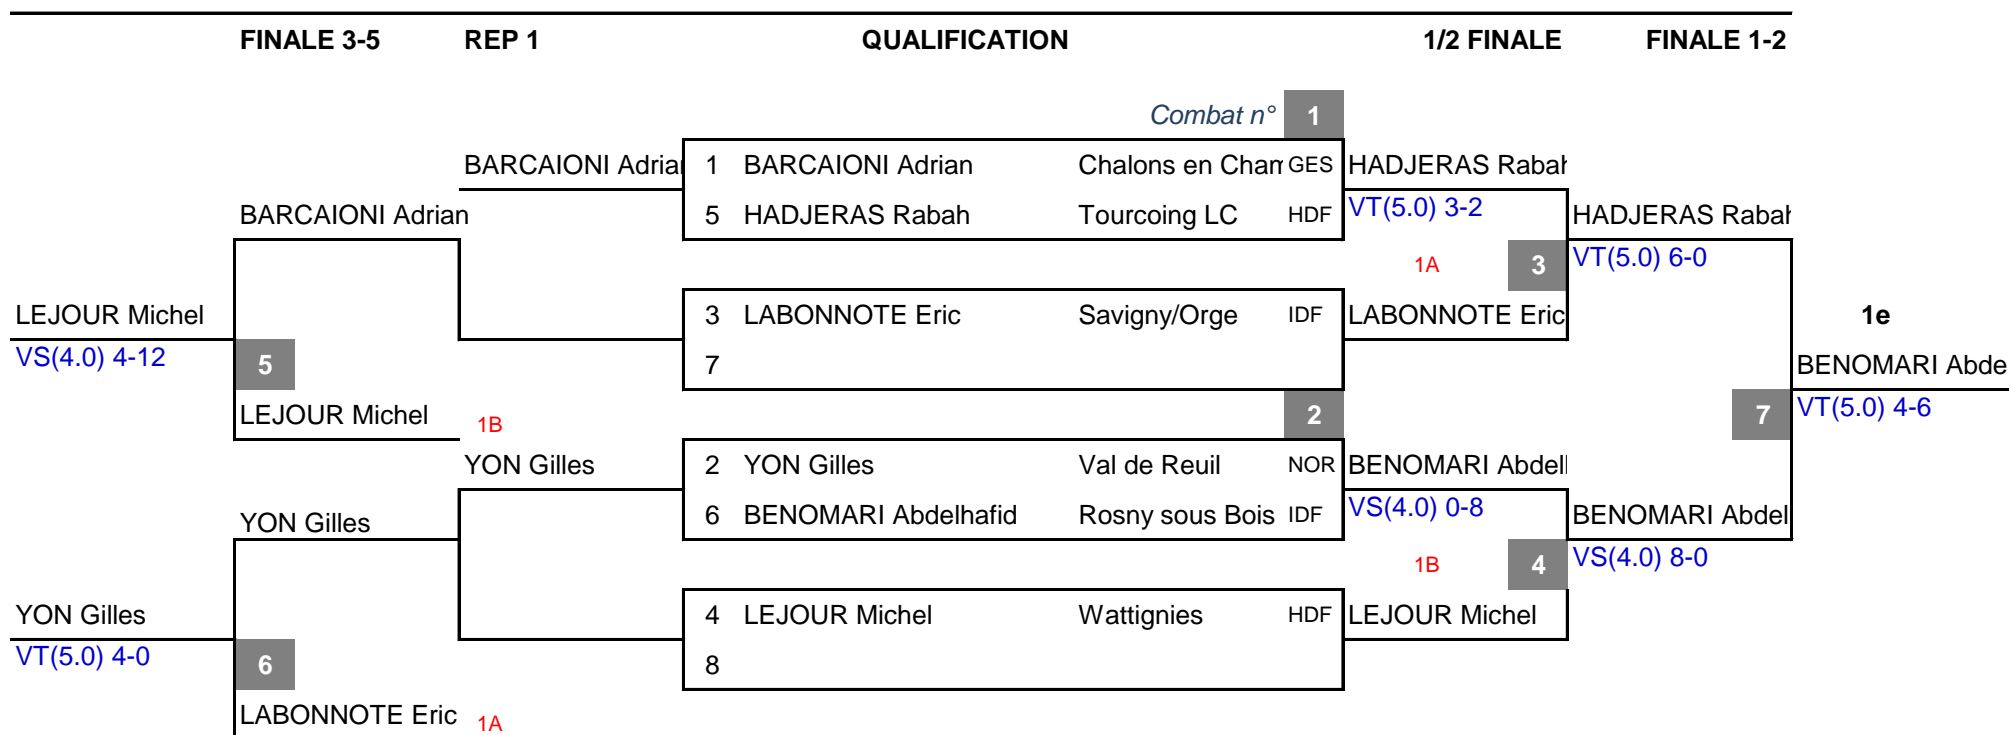 FINALE 3-5 REP 1 QUALIFICATION 1/2 FINALE FINALE 1-2
Combat n° 1
BARCAIONI Adrian 1 BARCAIONI Adrian Chalons en Cham GES HADJERAS Rabah
BARCAIONI Adrian 5 HADJERAS Rabah Tourcoing LC HDF VT(5.0) 3-2 HADJERAS Rabah
1A 3 VT(5.0) 6-0
LEJOUR Michel 3 LABONNOTE Eric Savigny/Orge IDF LABONNOTE Eric 1e
VS(4.0) 4-12 5 7 BENOMARI Abde
LEJOUR Michel 1B 2 7 VT(5.0) 4-6
YON Gilles 2 YON Gilles Val de Reuil NOR BENOMARI Abdell
YON Gilles 6 BENOMARI Abdelhafid Rosny sous Bois IDF VS(4.0) 0-8 BENOMARI Abdel
1B 4 VS(4.0) 8-0
YON Gilles 4 LEJOUR Michel Wattignies HDF LEJOUR Michel
VT(5.0) 4-0 6 8
LABONNOTE Eric 1A